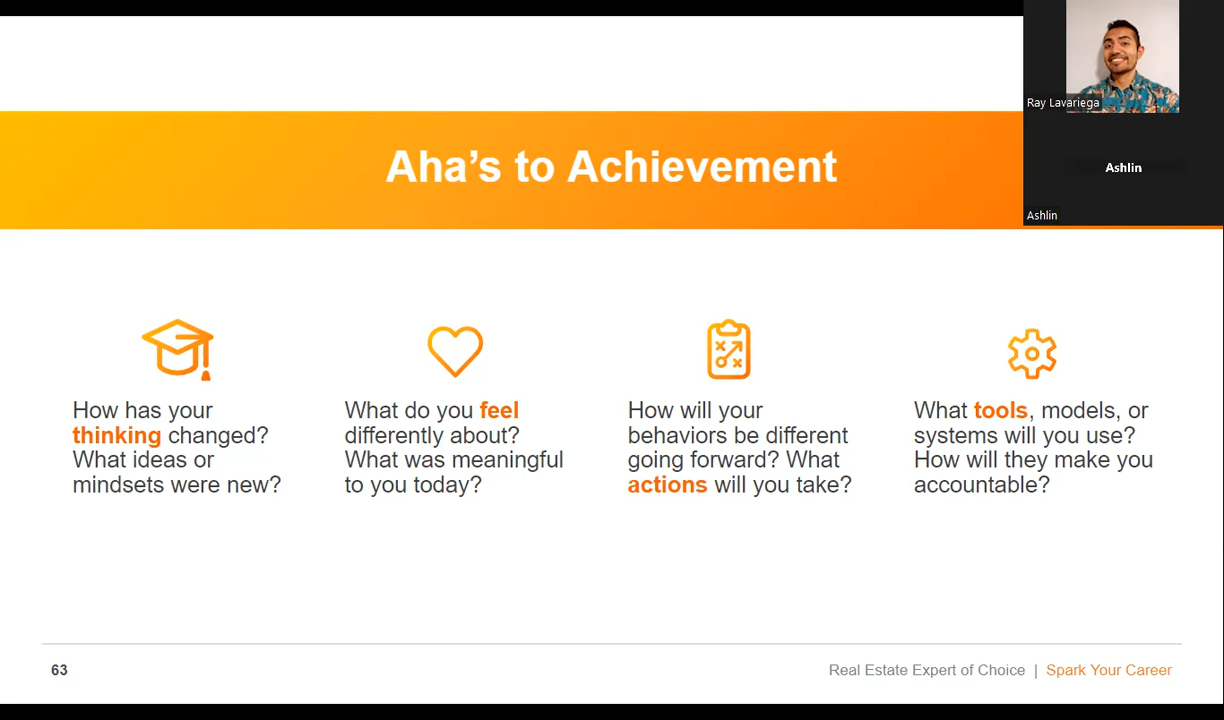 Aha's to Achievement
Ray Lavariega
Ashlin
Ashlin
How has your
thinking changed?
What ideas or
mindsets were new?
What do you feel
differently about?
What was meaningful
to you today?
How will your
behaviors be different
going forward? What
actions will you take?
What tools, models, or
systems will you use?
How will they make you
accountable?
63
Real Estate Expert of Choice | Spark Your Career